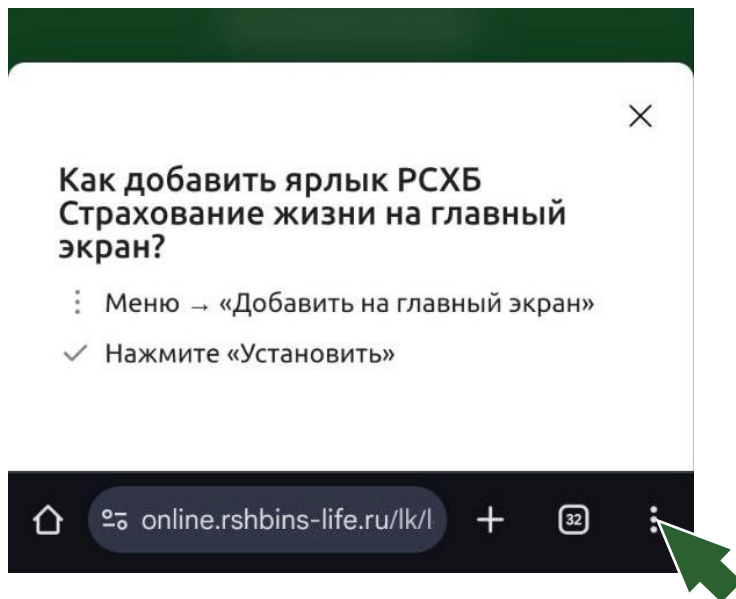 Как добавить ярлык РСХБ
Страхование жизни на главный
экран?
Меню → «Добавить на главный экран»
Нажмите «Установить»
online.rshbins-life.ru/lk/l
32